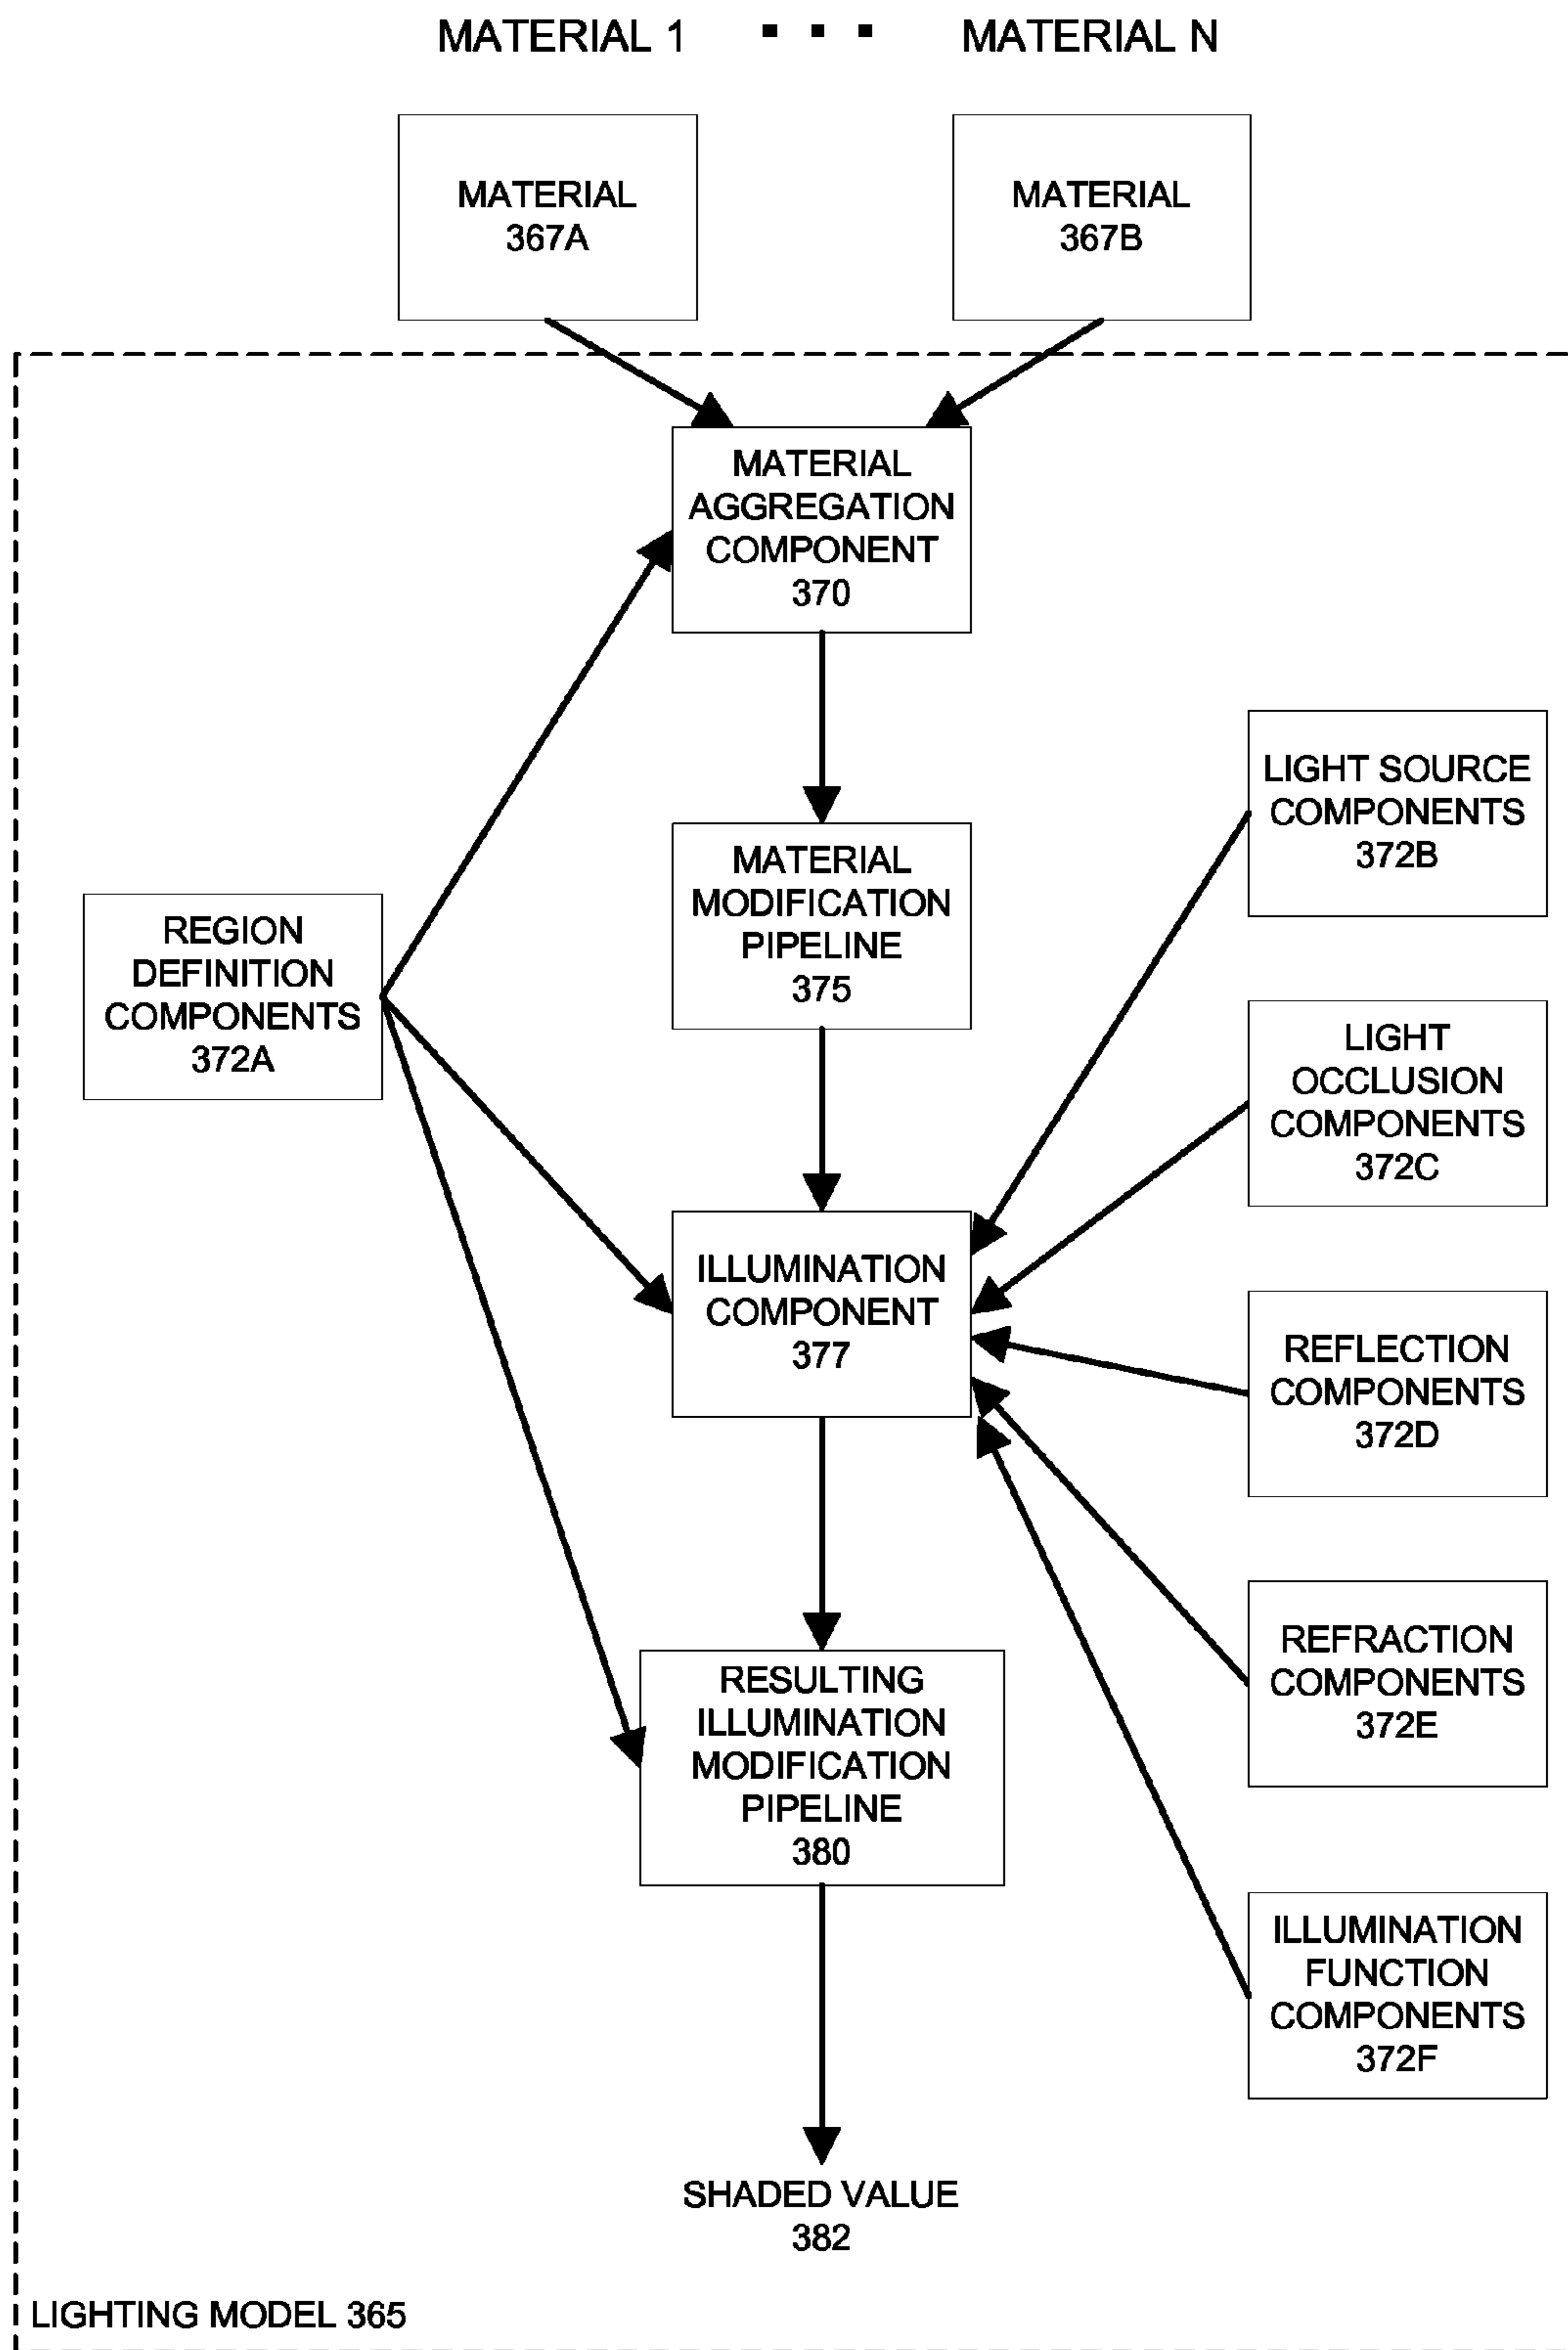 MATERIAL 1 ▪ ▪ ▪ MATERIAL N
MATERIAL
367A
MATERIAL
367B
MATERIAL
AGGREGATION
COMPONENT
370
MATERIAL
MODIFICATION
PIPELINE
375
REGION
DEFINITION
COMPONENTS
372A
LIGHT SOURCE
COMPONENTS
372B
LIGHT
OCCLUSION
COMPONENTS
372C
ILLUMINATION
COMPONENT
377
REFLECTION
COMPONENTS
372D
REFRACTION
COMPONENTS
372E
RESULTING
ILLUMINATION
MODIFICATION
PIPELINE
380
ILLUMINATION
FUNCTION
COMPONENTS
372F
SHADED VALUE
382
LIGHTING MODEL 365